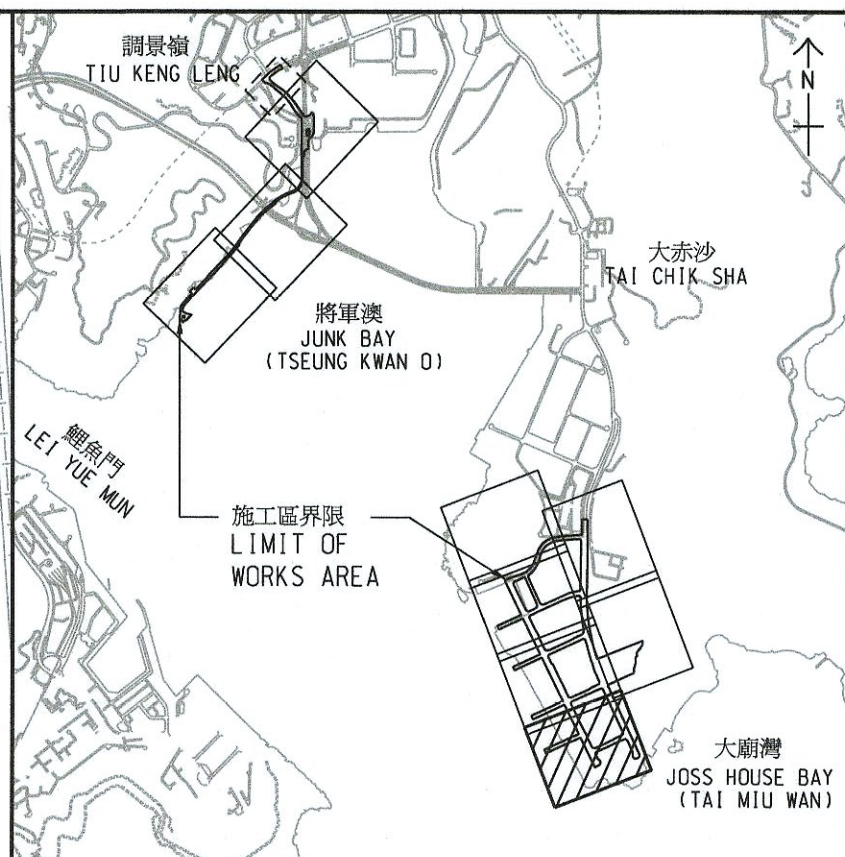 調景嶺
TIU KENG LENG
N
大赤沙
TAI CHIK SHA
將軍澳
JUNK BAY
(TSEUNG KWAN O)
鯉魚門
LEI YUE MUN
施工區界限
LIMIT OF
WORKS AREA
大廟灣
JOSS HOUSE BAY
(TAI MIU WAN)